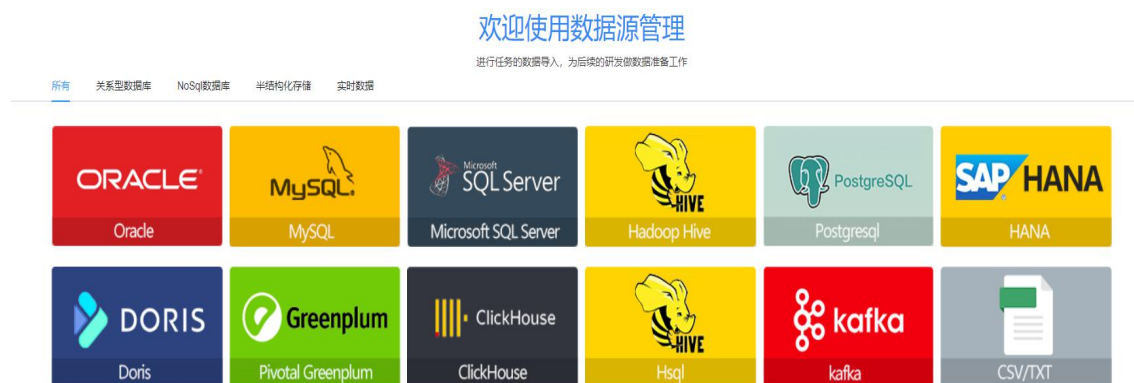 欢迎使用数据源管理
进行任务的数据导入，为后续的研发做数据准备工作
所有 关系型数据库 NoSql数据库 半结构化存储 实时数据
ORACLE
Oracle
MySQL
MySQL
Microsoft
SQL Server
Microsoft SQL Server
HIVE
Hadoop Hive
PostgreSQL
Postgresql
SAP HANA
HANA
DORIS
Doris
Greenplum
Pivotal Greenplum
ClickHouse
ClickHouse
HIVE
Hsql
kafka
kafka
CSV/TXT